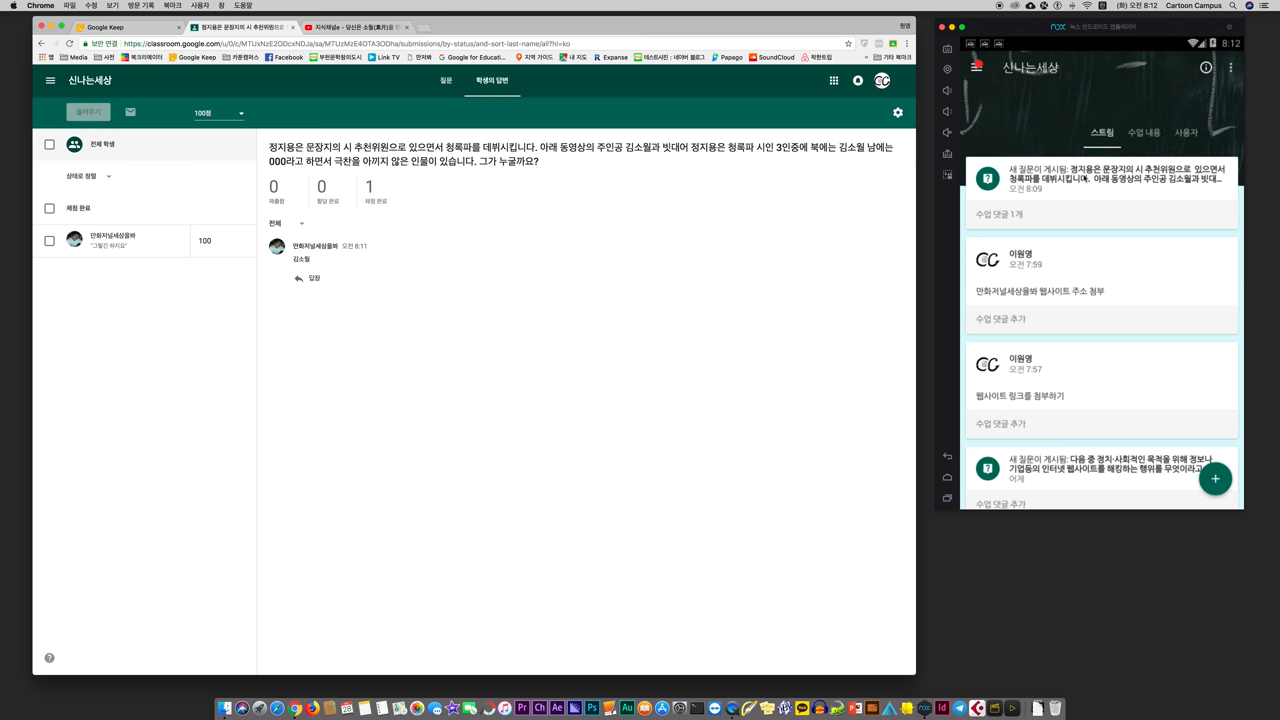 Chrome 파일 수정 보기 방문 기록 북마크 사용자 창 도움말
(화) 오전 8:12 Cartoon Campus
Google Keep
정지용은 문장지의 시 추천위원으로
지식채널e - 당신은 소월(素月)을 만
원영
보안 연결 https://classroom.google.com/u/0/c/MTUxNzE2ODcxNDJa/sa/MTUzMzE4OTA3ODha/submissions/by-status/and-sort-last-name/all?hl=ko
앱 Media 사전 북크리에이터 Google Keep Facebook 카툰캠퍼스 부천문학창의도시 Link TV 만저봐 Google for Educati... 지역 가이드 내 지도 Expanse 테스트사진 : 네이버 블로그 Papago SoundCloud 착한트립 기타 북마크
신나는세상
질문
학생의 답변
돌려주기
100점
전체 학생
상태로 정렬
채점 완료
만화저널세상을봐
"그렇긴 하지요"
100
정지용은 문장지의 시 추천위원으로 있으면서 청록파를 데뷔시킵니다. 아래 동영상의 주인공 김소월과 빗대어 정지용은 청록파 시인 3인중에 북에는 김소월 남에는
000라고 하면서 극찬을 아끼지 않은 인물이 있습니다. 그가 누굴까요?
0 0 1
제출함 할당 완료 채점 완료
전체
만화저널세상을봐 오전 8:11
김소월
답장
nox 녹스 안드로이드 앱플레이어
8:12
신나는세상
스트림 수업 내용 사용자
새 질문이 게시됨: 정지용은 문장지의 시 추천위원으로 있으면서
청록파를 데뷔시킵니다. 아래 동영상의 주인공 김소월과 빗대...
오전 8:09
수업 댓글 1개
이원영
오전 7:59
만화저널세상을봐 웹사이트 주소 첨부
수업 댓글 추가
이원영
오전 7:57
웹사이트 링크를 첨부하기
수업 댓글 추가
새 질문이 게시됨: 다음 중 정치·사회적인 목적을 위해 정보나
기업등의 인터넷 웹사이트를 해킹하는 행위를 무엇이라고
어제
수업 댓글 추가